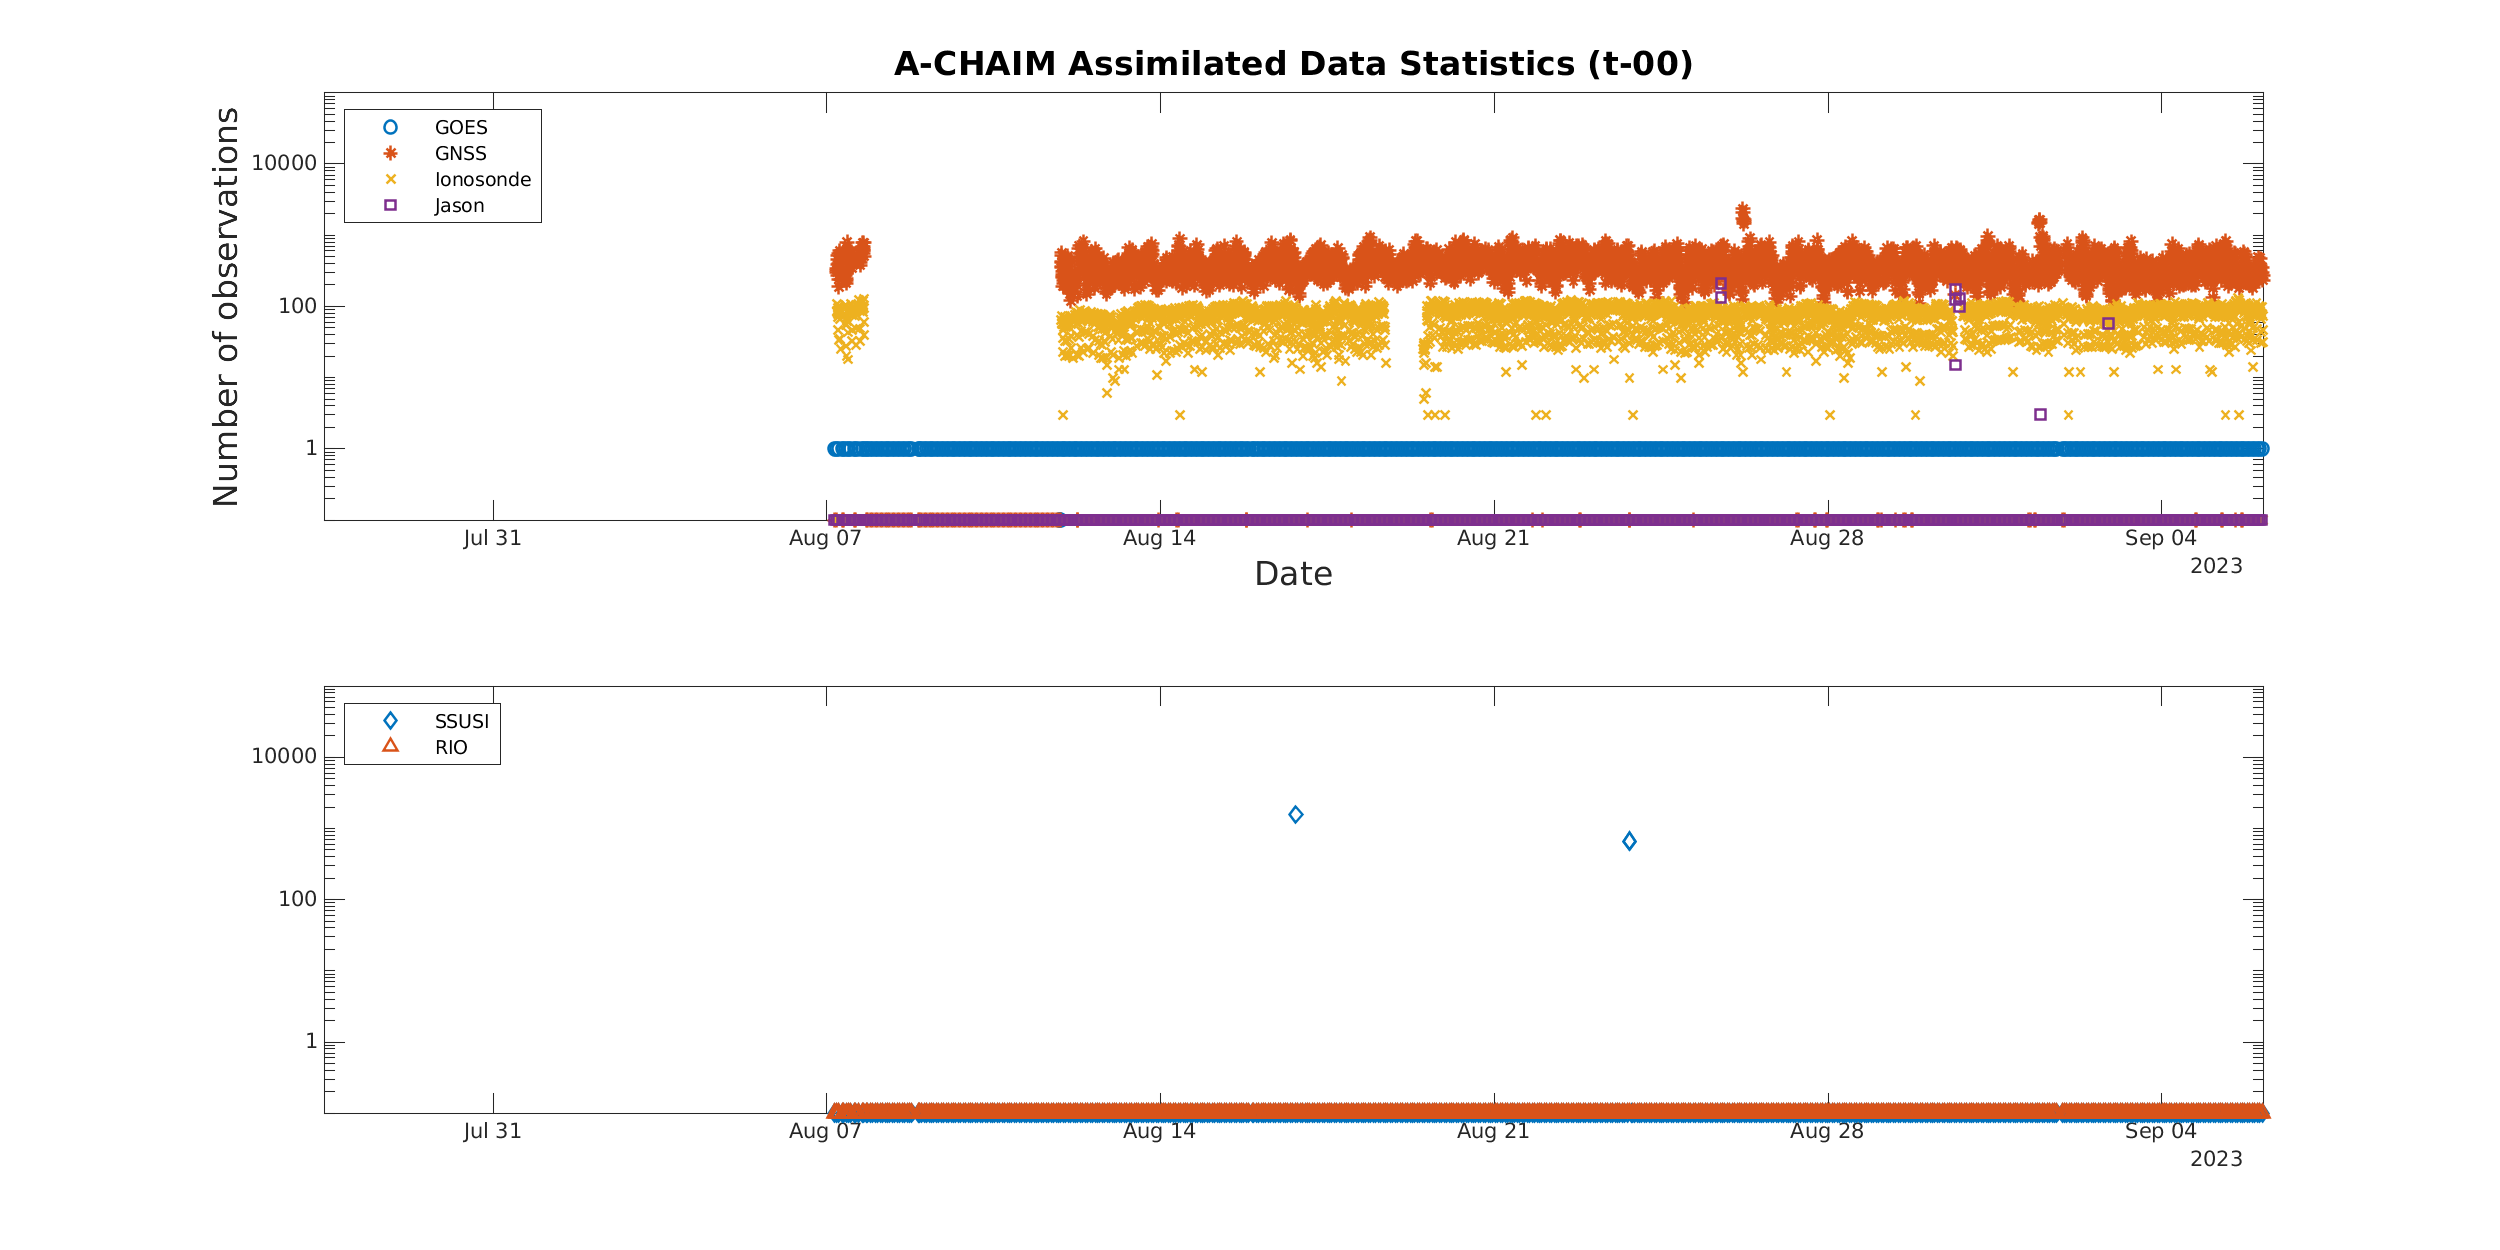 A-CHAIM Assimilated Data Statistics (t-00)
GOES
GNSS
Ionosonde
Jason
Number of observations
10000
100
1
Jul 31
Aug 07
Aug 14
Aug 21
Aug 28
Sep 04
2023
Date
SSUSI
RIO
10000
100
1
Jul 31
Aug 07
Aug 14
Aug 21
Aug 28
Sep 04
2023